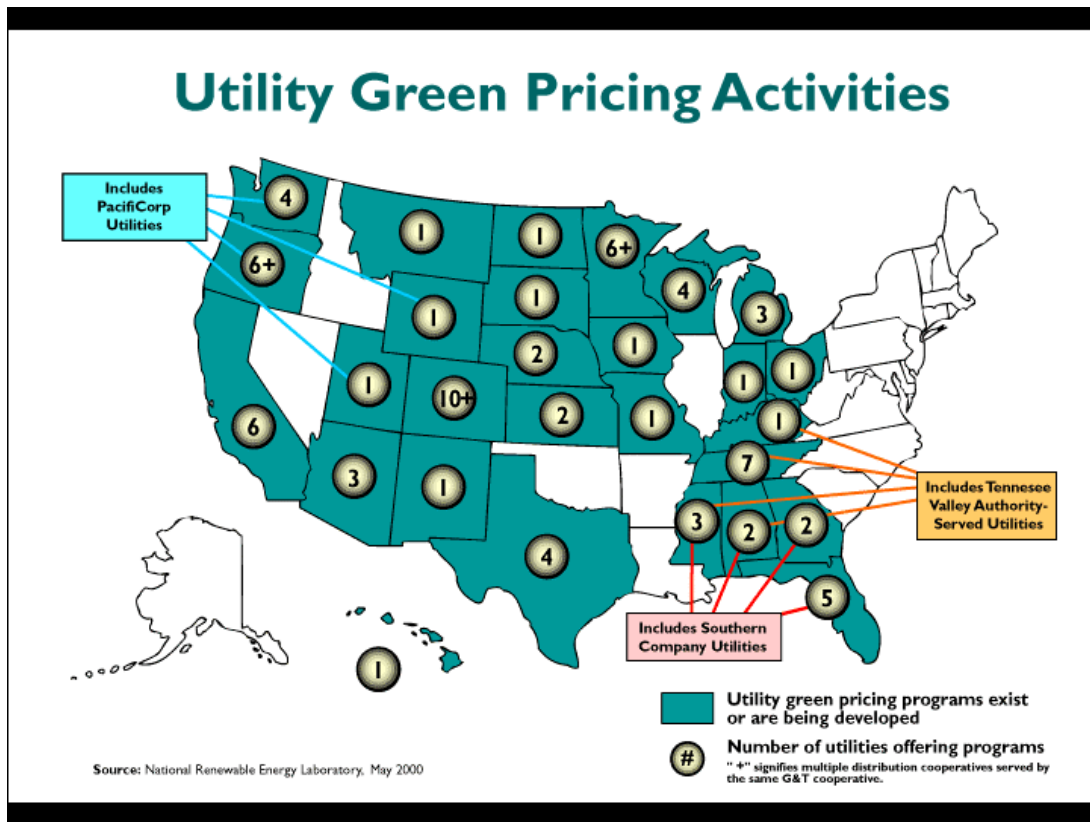 Utility Green Pricing Activities
Includes
PacifiCorp
Utilities
4
1
1
6+
6+
4
1
1
3
2
1
1
1
1
10+
2
1
1
6
3
1
7
Includes Tennesee
Valley Authority-
Served Utilities
3
2
2
4
5
Includes Southern
Company Utilities
1
Utility green pricing programs exist
or are being developed
# Number of utilities offering programs
" +" signifies multiple distribution cooperatives served by
the same G&T cooperative.
Source: National Renewable Energy Laboratory, May 2000